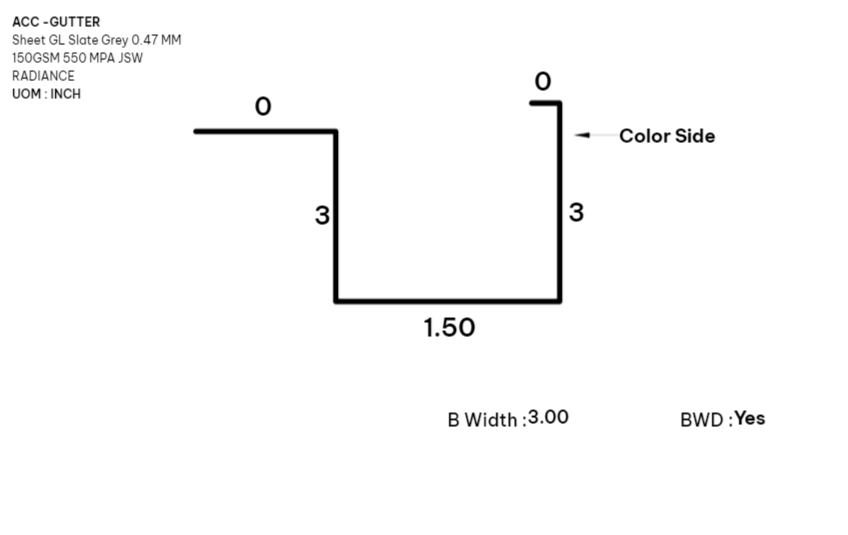 ACC -GUTTER
Sheet GL Slate Grey 0.47 MM
150GSM 550 MPA JSW
RADIANCE
UOM : INCH
0
0
Color Side
3
3
1.50
B Width :3.00
BWD :Yes